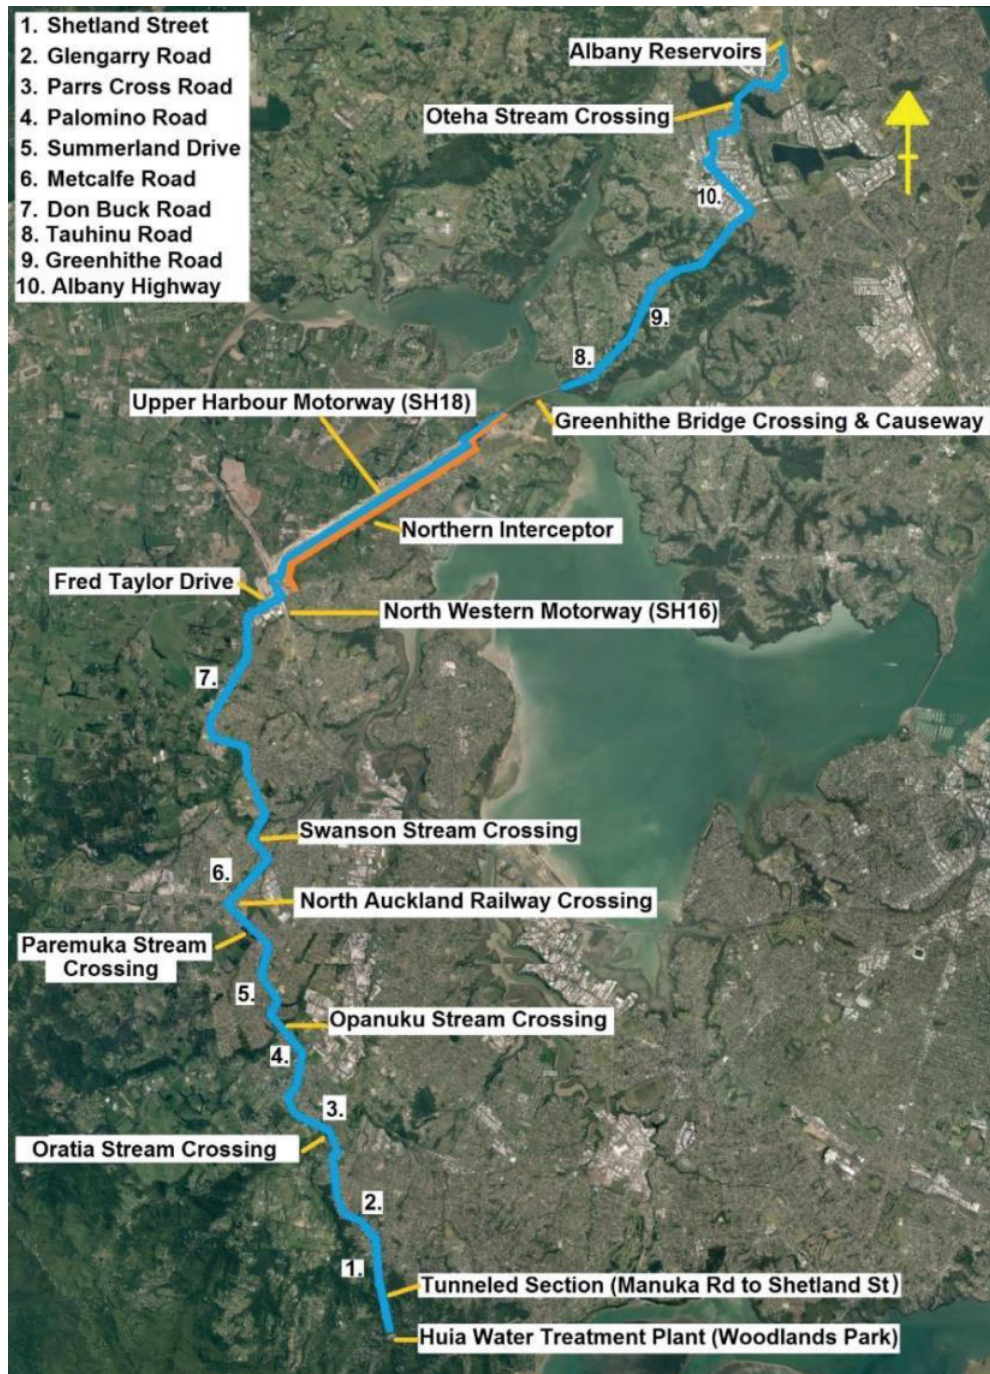 1. Shetland Street
2. Glengarry Road
3. Parrs Cross Road
4. Palomino Road
5. Summerland Drive
6. Metcalfe Road
7. Don Buck Road
8. Tauhinu Road
9. Greenhithe Road
10. Albany Highway
Albany Reservoirs
Oteha Stream Crossing
10.
9.
8.
Upper Harbour Motorway (SH18)
Greenhithe Bridge Crossing & Causeway
Northern Interceptor
Fred Taylor Drive
North Western Motorway (SH16)
7.
Swanson Stream Crossing
6.
North Auckland Railway Crossing
Paremuka Stream
Crossing
5.
Opanuku Stream Crossing
4.
3.
Oratia Stream Crossing
2.
1.
Tunneled Section (Manuka Rd to Shetland St)
Huia Water Treatment Plant (Woodlands Park)